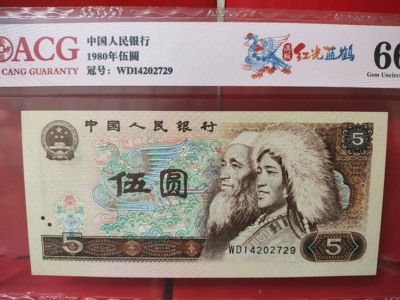 ACG
CANG GUARANTY
中国人民银行
1980年伍圆
冠号：WD14202729
红光蓝鹤
66
Gem Uncircu
中国人民银行
5
伍圆
WD14202729
5
5